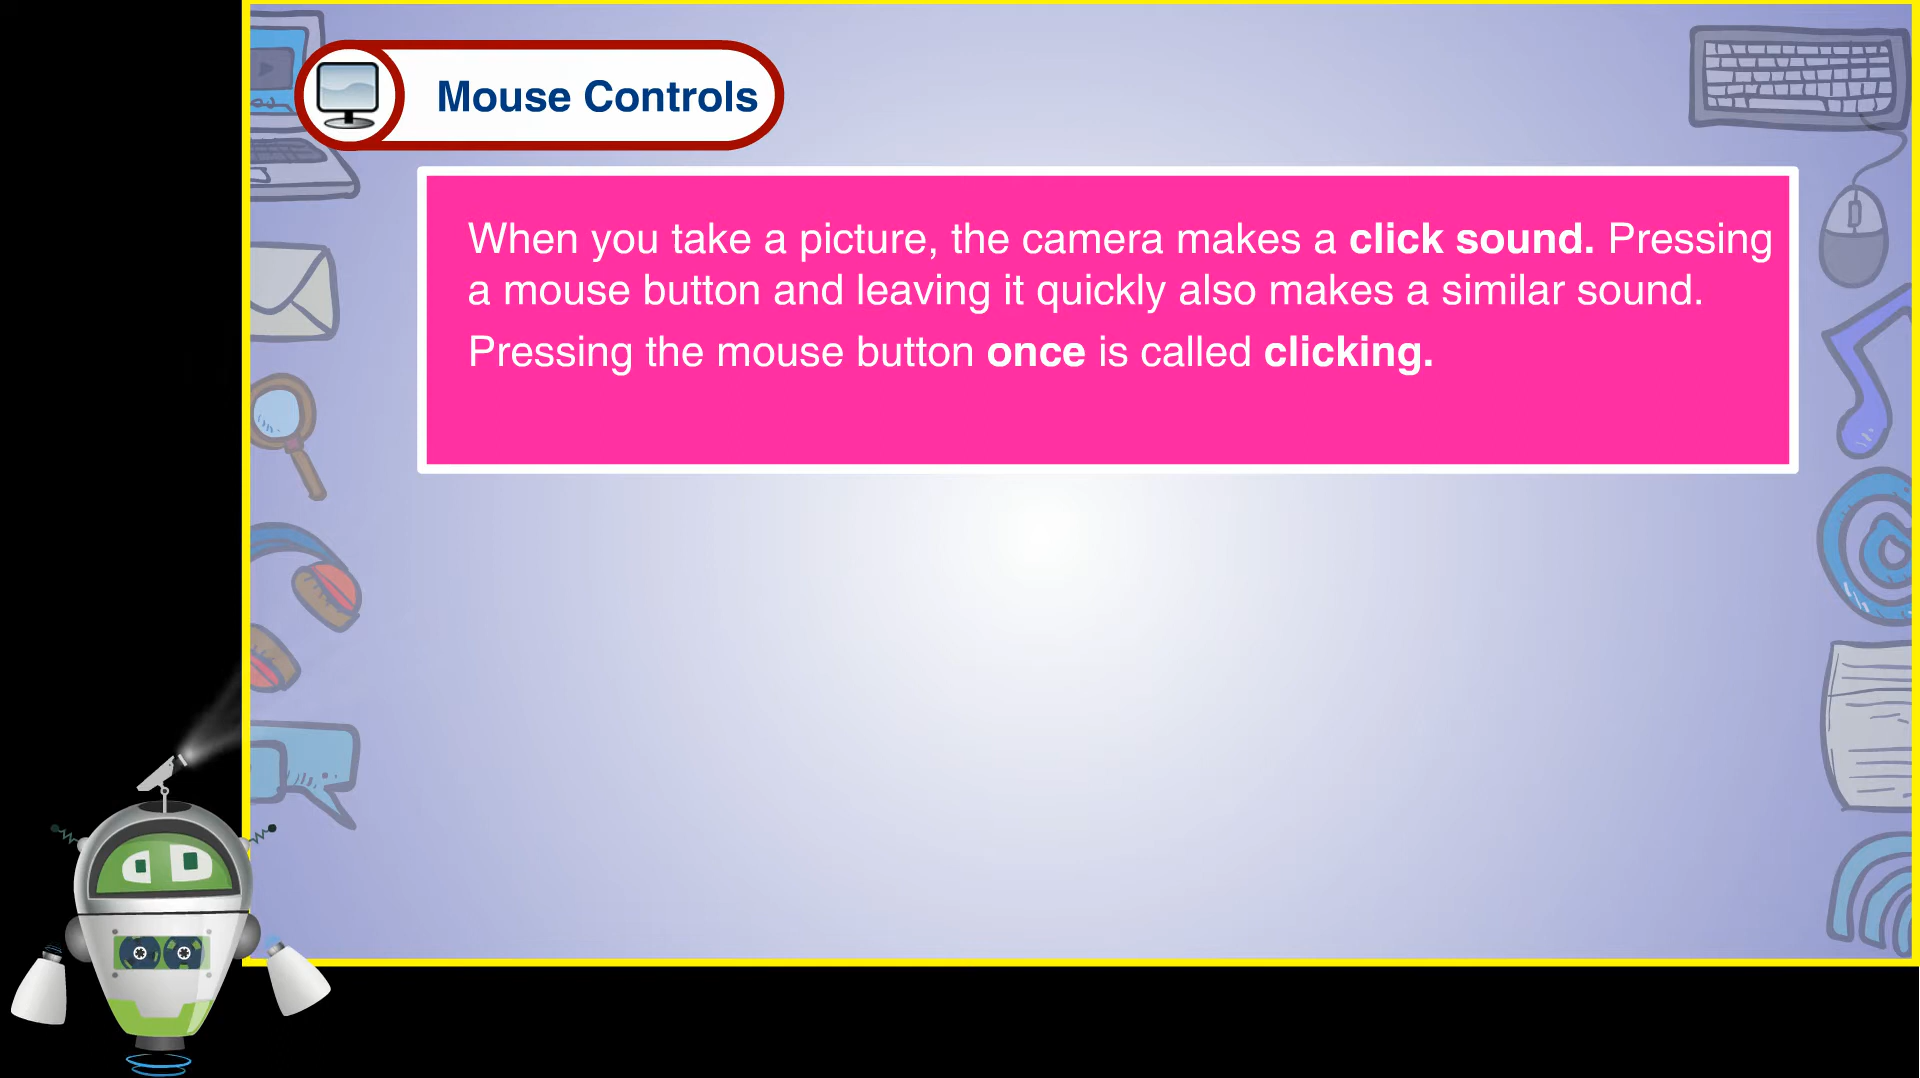 Mouse Controls
When you take a picture, the camera makes a click sound. Pressing
a mouse button and leaving it quickly also makes a similar sound.
Pressing the mouse button once is called clicking.